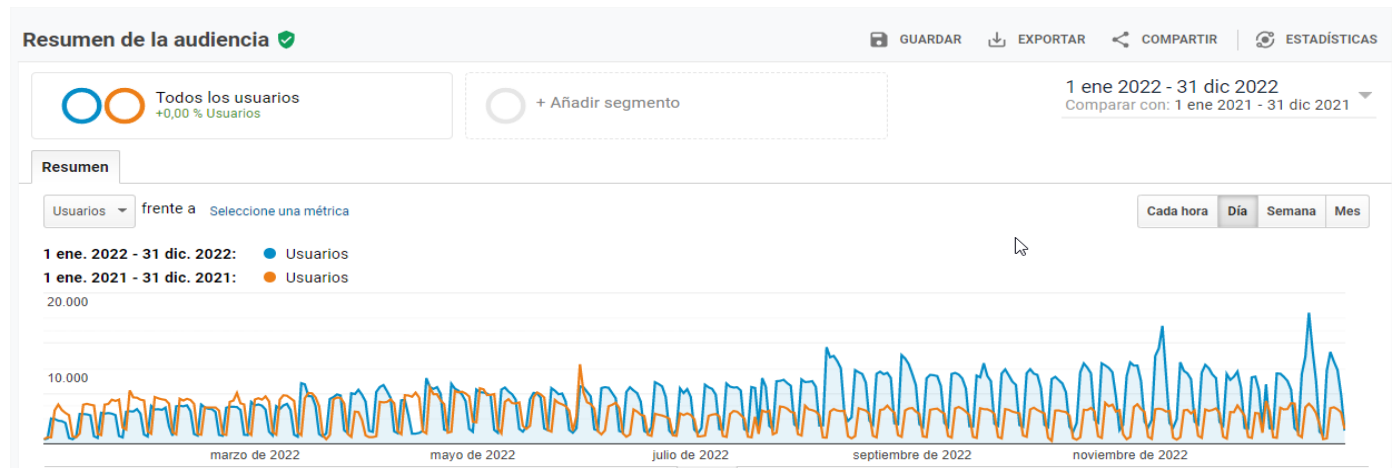 Resumen de la audiencia
GUARDAR EXPORTAR COMPARTIR ESTADÍSTICAS
Todos los usuarios
+0,00 % Usuarios
+ Añadir segmento
1 ene 2022 - 31 dic 2022
Comparar con: 1 ene 2021 - 31 dic 2021
Resumen
Usuarios frente a Seleccione una métrica
Cada hora Día Semana Mes
1 ene. 2022 - 31 dic. 2022: Usuarios
1 ene. 2021 - 31 dic. 2021: Usuarios
20.000
10.000
marzo de 2022 mayo de 2022 julio de 2022 septiembre de 2022 noviembre de 2022